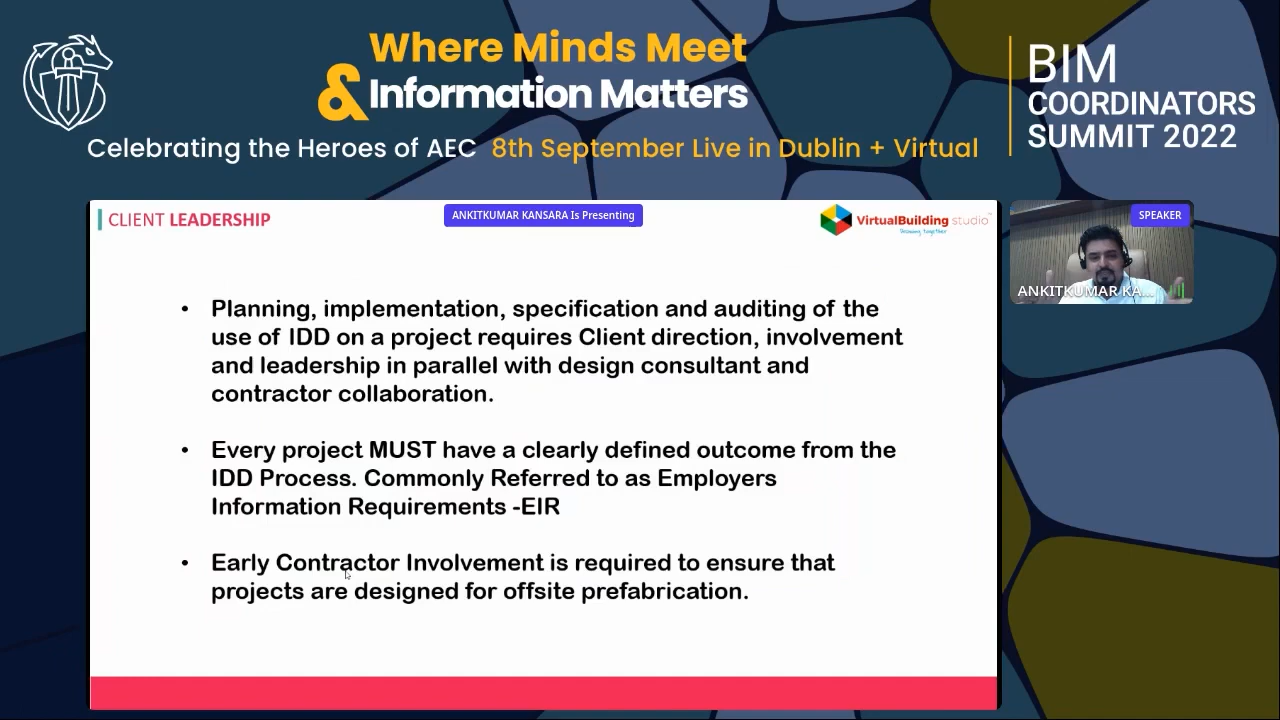 Where Minds Meet
& Information Matters
Celebrating the Heroes of AEC 8th September Live in Dublin + Virtual
BIM
COORDINATORS
SUMMIT 2022
CLIENT LEADERSHIP
ANKITKUMAR KANSARA Is Presenting
VirtualBuilding studio™
SPEAKER
ANKITKUMAR KA...
• Planning, implementation, specification and auditing of the
use of IDD on a project requires Client direction, involvement
and leadership in parallel with design consultant and
contractor collaboration.
• Every project MUST have a clearly defined outcome from the
IDD Process. Commonly Referred to as Employers
Information Requirements -EIR
• Early Contractor Involvement is required to ensure that
projects are designed for offsite prefabrication.